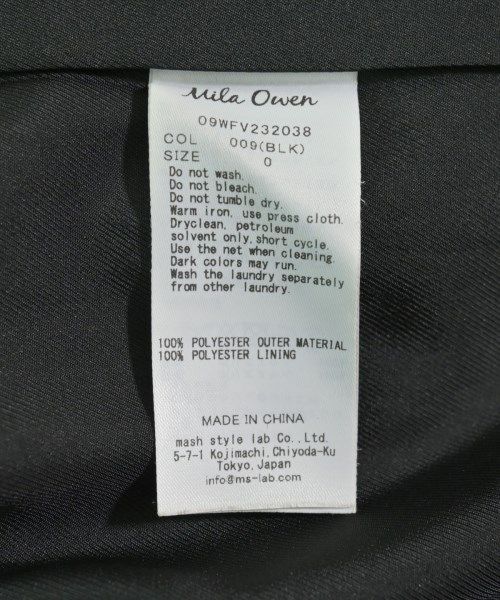 Mila Owen
09WFV232038
COL 009(BLK)
SIZE 0
Do not wash.
Do not bleach.
Do not tumble dry.
Warm iron, use press cloth.
Dryclean, petroleum
solvent only, short cycle.
Use the net when cleaning.
Dark colors may run.
Wash the laundry separately
from other laundry.
100% POLYESTER OUTER MATERIAL
100% POLYESTER LINING
MADE IN CHINA
mash style lab Co., Ltd.
5-7-1 Kojimachi, Chiyoda-Ku
Tokyo, Japan
info@ms-lab.com